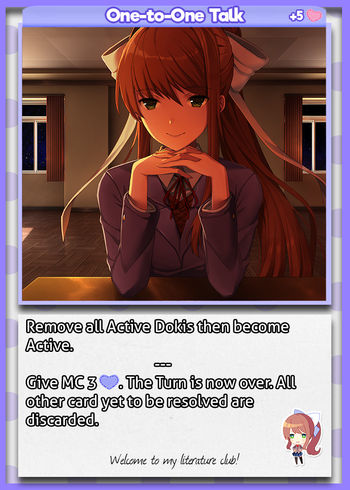 One-to-One Talk
+5
Remove all Active Dokis then become
Active.
---
Give MC 3 . The Turn is now over. All
other card yet to be resolved are
discarded.
Welcome to my literature club!